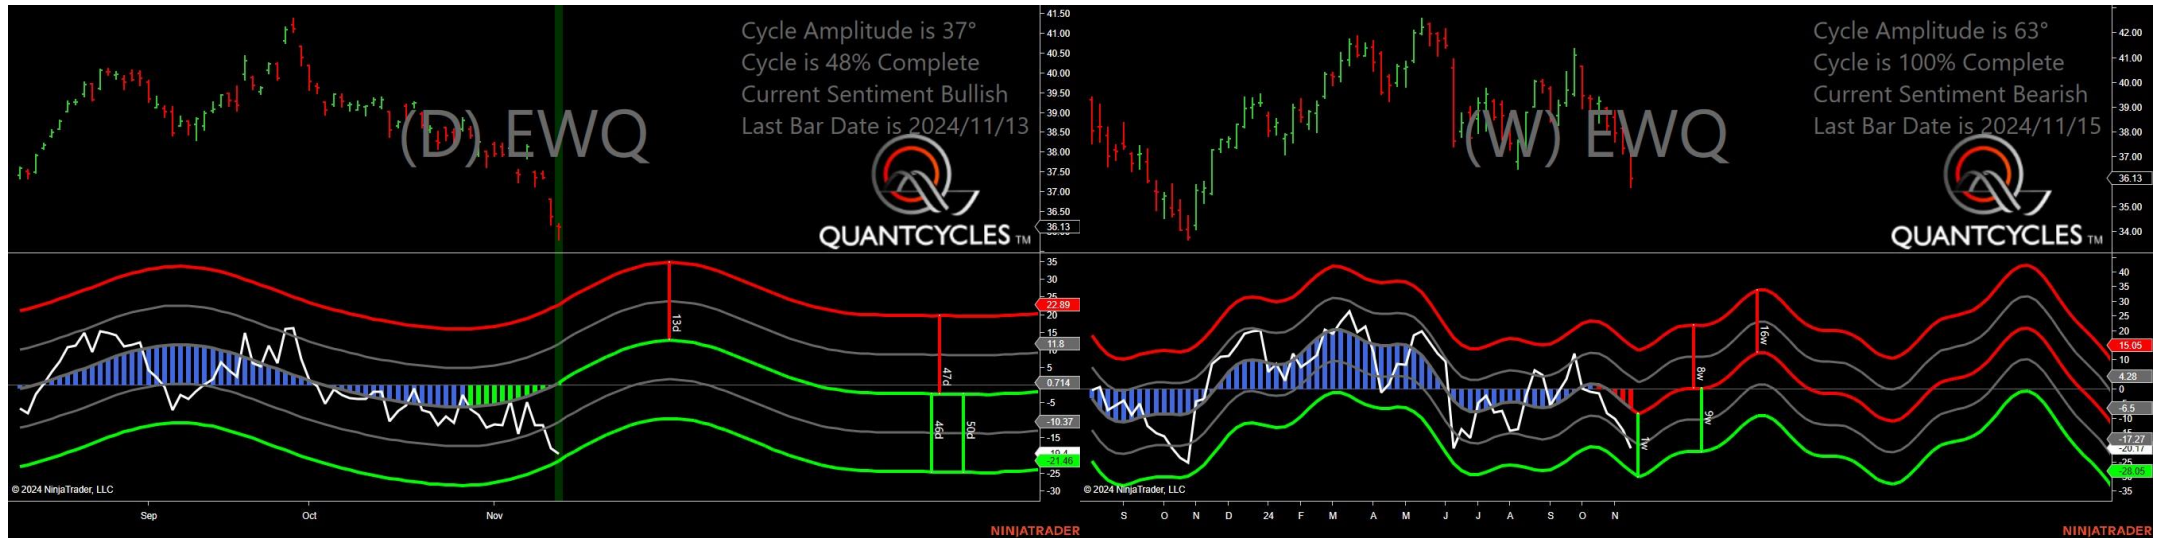 Cycle Amplitude is 37°
Cycle is 48% Complete
Current Sentiment Bullish
Last Bar Date is 2024/11/13
(D) EWQ
QUANTCYCLES TM
41.50
41.00
40.50
40.00
39.50
39.00
38.50
38.00
37.50
37.00
36.50
36.13
35
30
25
22.89
20
15
11.8
10
5
0.714
-5
-10.37
-15
-21.46
-25
-30
13d
47d
46d
50d
© 2024 NinjaTrader, LLC
Sep
Oct
Nov
NINJATRADER
Cycle Amplitude is 63°
Cycle is 100% Complete
Current Sentiment Bearish
Last Bar Date is 2024/11/15
(W) EWQ
QUANTCYCLES TM
42.00
41.00
40.00
39.00
38.00
37.00
36.13
35.00
34.00
40
35
30
25
20
15.05
10
4.28
0
-6.5
-10
-17.27
-20.17
-28.05
-35
16w
8w
9w
1w
© 2024 NinjaTrader, LLC
S O N D 24 F M A M J J A S O N
NINJATRADER